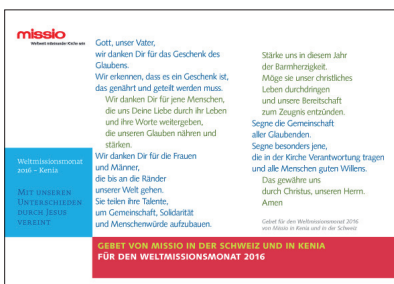 missio
Weltweit miteinander Kirche sein
Gott, unser Vater,
wir danken Dir für das Geschenk des
Glaubens.
Wir erkennen, dass es ein Geschenk ist,
das genährt und geteilt werden muss.
Wir danken Dir für jene Menschen,
die uns Deine Liebe durch ihr Leben
und ihre Worte weitergeben,
die unseren Glauben nähren und
stärken.
Wir danken Dir für die Frauen
und Männer,
die bis an die Ränder
unserer Welt gehen.
Sie teilen ihre Talente,
um Gemeinschaft, Solidarität
und Menschenwürde aufzubauen.
Stärke uns in diesem Jahr
der Barmherzigkeit.
Möge sie unser christliches
Leben durchdringen
und unsere Bereitschaft
zum Zeugnis entzünden.
Segne die Gemeinschaft
aller Glaubenden.
Segne besonders jene,
die in der Kirche Verantwortung tragen
und alle Menschen guten Willens.
Das gewähre uns
durch Christus, unseren Herrn.
Amen
Gebet für den Weltmissionsmonat 2016
von Missio in Kenia und in der Schweiz
Weltmissionsmonat
2016 – Kenia
Mit unseren
Unterschieden
durch Jesus
vereint
GEBET VON MISSIO IN DER SCHWEIZ UND IN KENIA
FÜR DEN WELTMISSIONSMONAT 2016